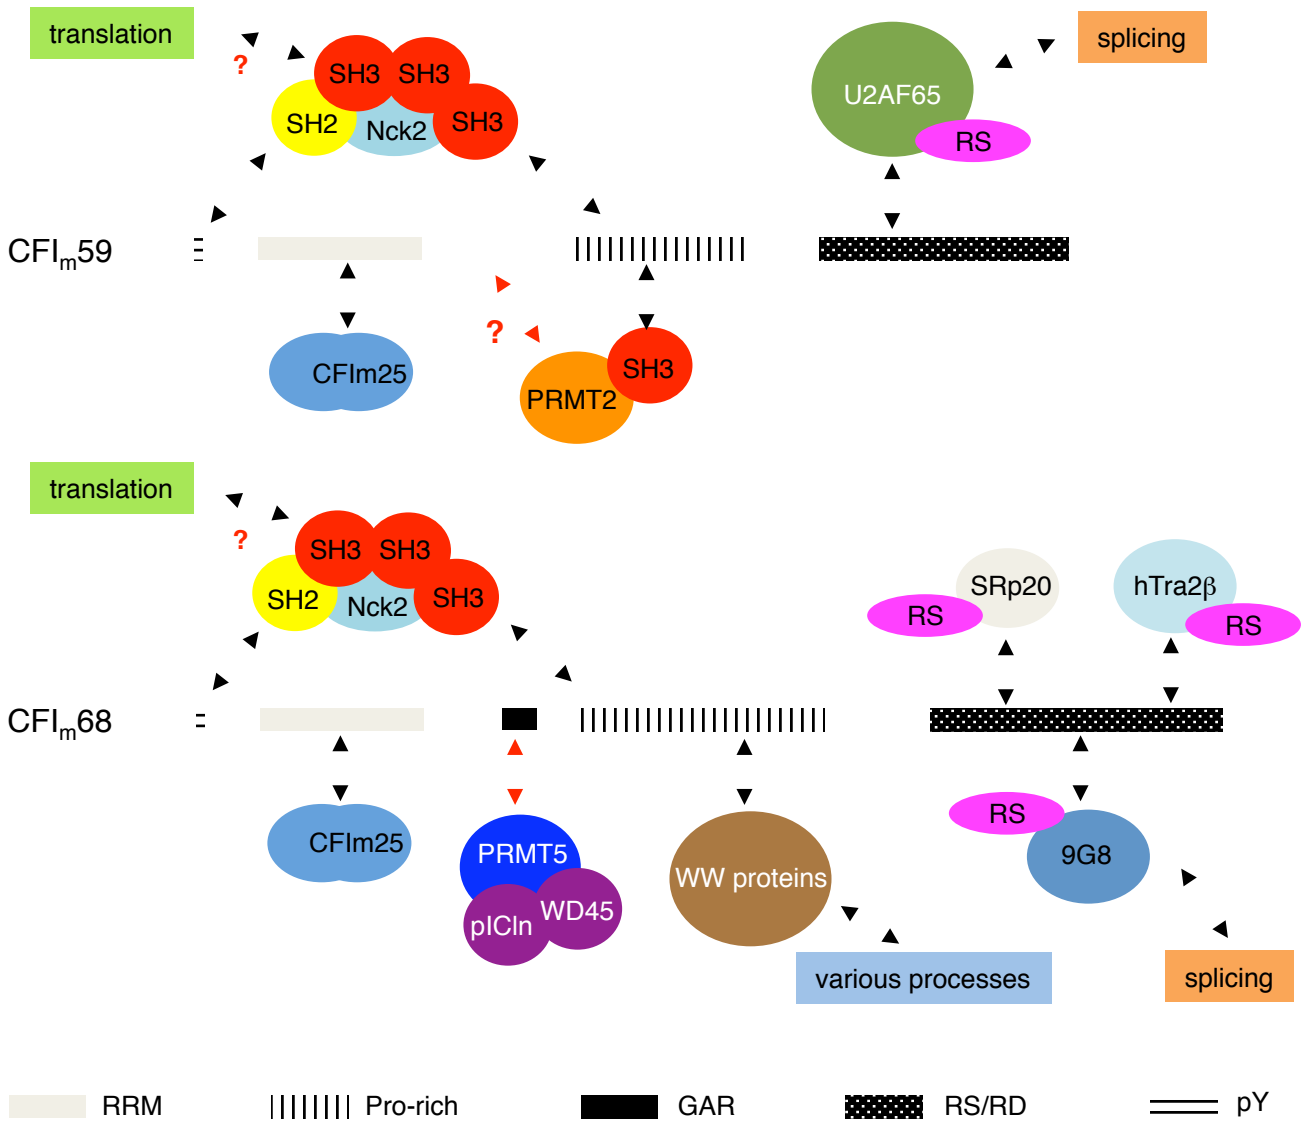 translation
?
SH3 SH3
SH2 Nck2 SH3
U2AF65
RS
splicing
CFIm59
CFIm25
?
PRMT2
SH3
translation
?
SH3 SH3
SH2 Nck2 SH3
SRp20
RS
hTra2β
RS
CFIm68
CFIm25
PRMT5
pICln
WD45
WW proteins
RS
9G8
various processes
splicing
RRM
Pro-rich
GAR
RS/RD
pY